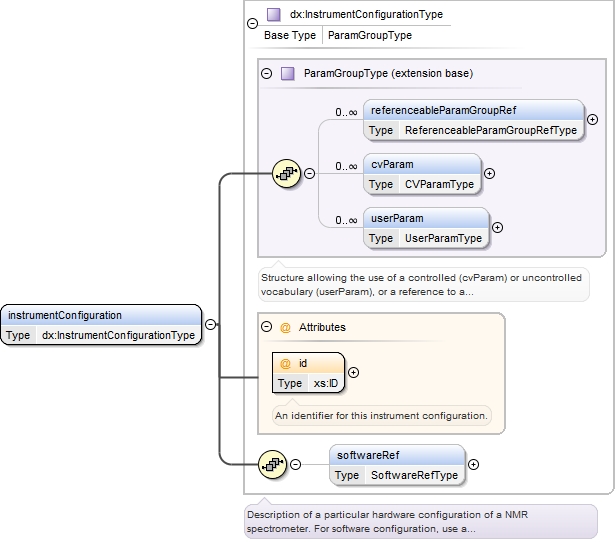 dx:InstrumentConfigurationType
Base Type ParamGroupType
ParamGroupType (extension base)
0..∞
referenceableParamGroupRef
Type ReferenceableParamGroupRefType
0..∞
cvParam
Type CVParamType
0..∞
userParam
Type UserParamType
Structure allowing the use of a controlled (cvParam) or uncontrolled
vocabulary (userParam), or a reference to a...
instrumentConfiguration
Type dx:InstrumentConfigurationType
@ Attributes
@ id
Type xs:ID
An identifier for this instrument configuration.
softwareRef
Type SoftwareRefType
Description of a particular hardware configuration of a NMR
spectrometer. For software configuration, use a...